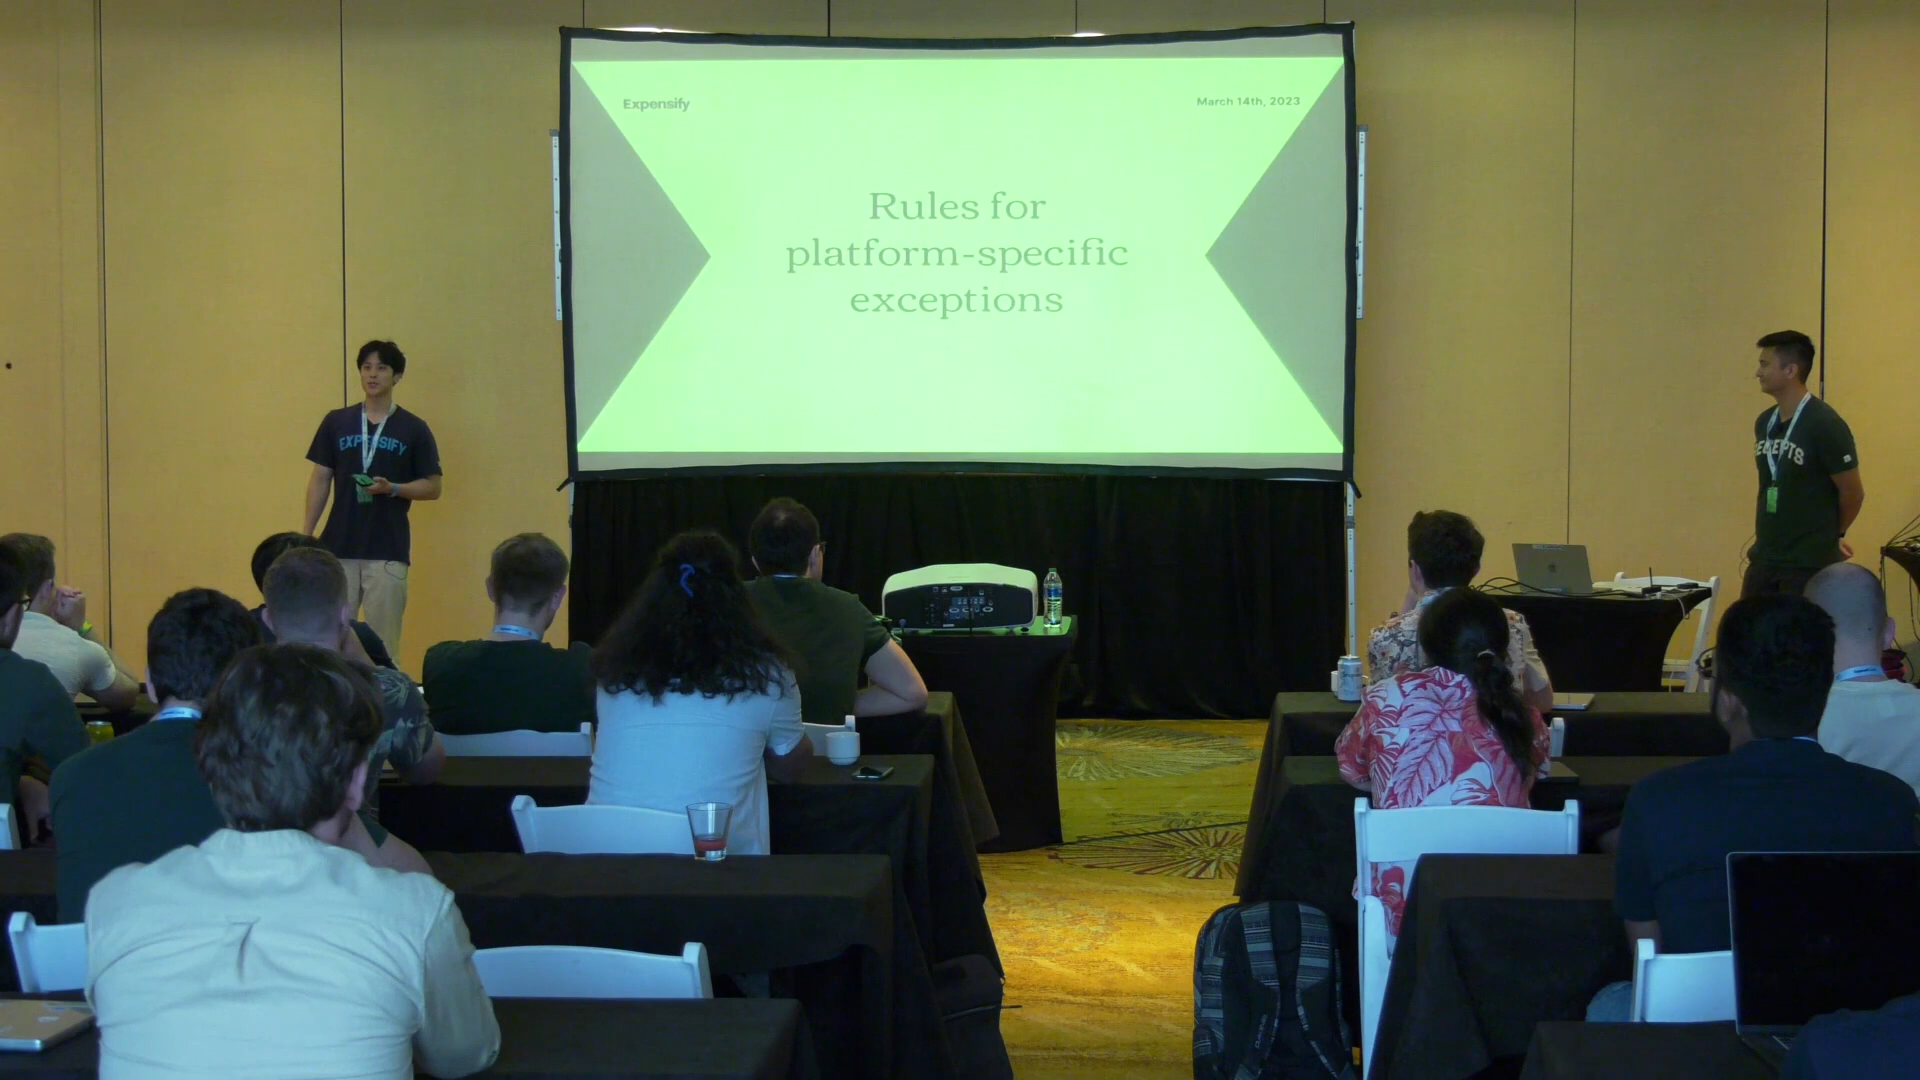 Expensify
March 14th, 2023
Rules for
platform-specific
exceptions
EXPENSIFY